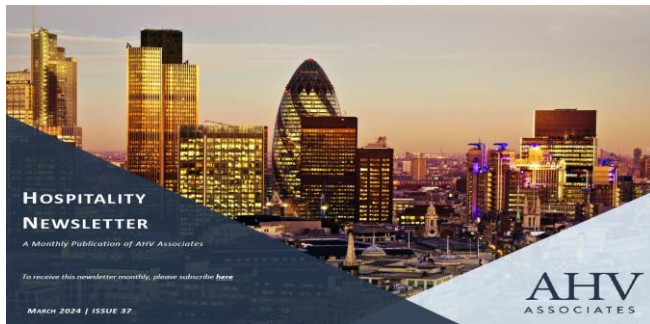 HOSPITALITY
NEWSLETTER
A Monthly Publication of AHV Associates
To receive this newsletter monthly, please subscribe here
MARCH 2024 | ISSUE 37
AHV
ASSOCIATES